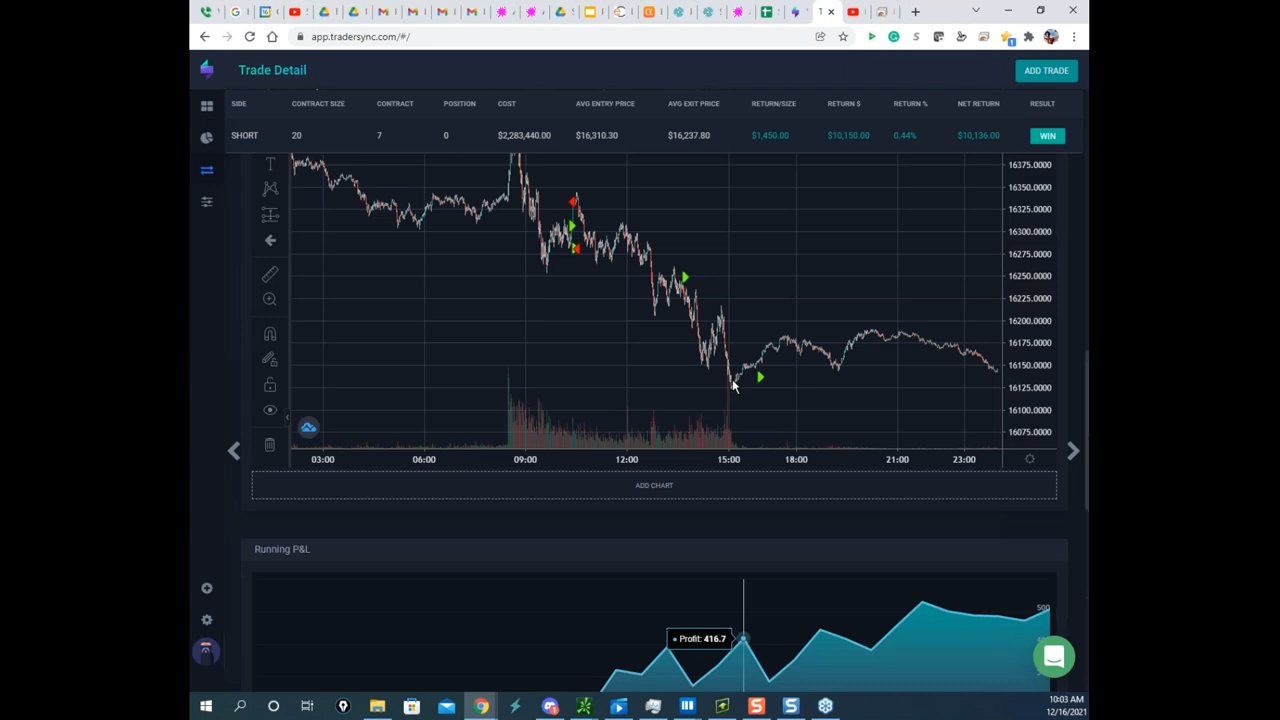 app.tradersync.com/#/
Trade Detail
ADD TRADE
SIDE CONTRACT SIZE CONTRACT POSITION COST AVG ENTRY PRICE AVG EXIT PRICE RETURN/SIZE RETURN $ RETURN % NET RETURN RESULT
SHORT 20 7 0 $2,283,440.00 $16,310.30 $16,237.80 $1,450.00 $10,150.00 0.44% $10,136.00 WIN
16375.0000
16350.0000
16325.0000
16300.0000
16275.0000
16250.0000
16225.0000
16200.0000
16175.0000
16150.0000
16125.0000
16100.0000
16075.0000
03:00 06:00 09:00 12:00 15:00 18:00 21:00 23:00
ADD CHART
Running P&L
500
Profit: 416.7
10:03 AM
12/16/2021